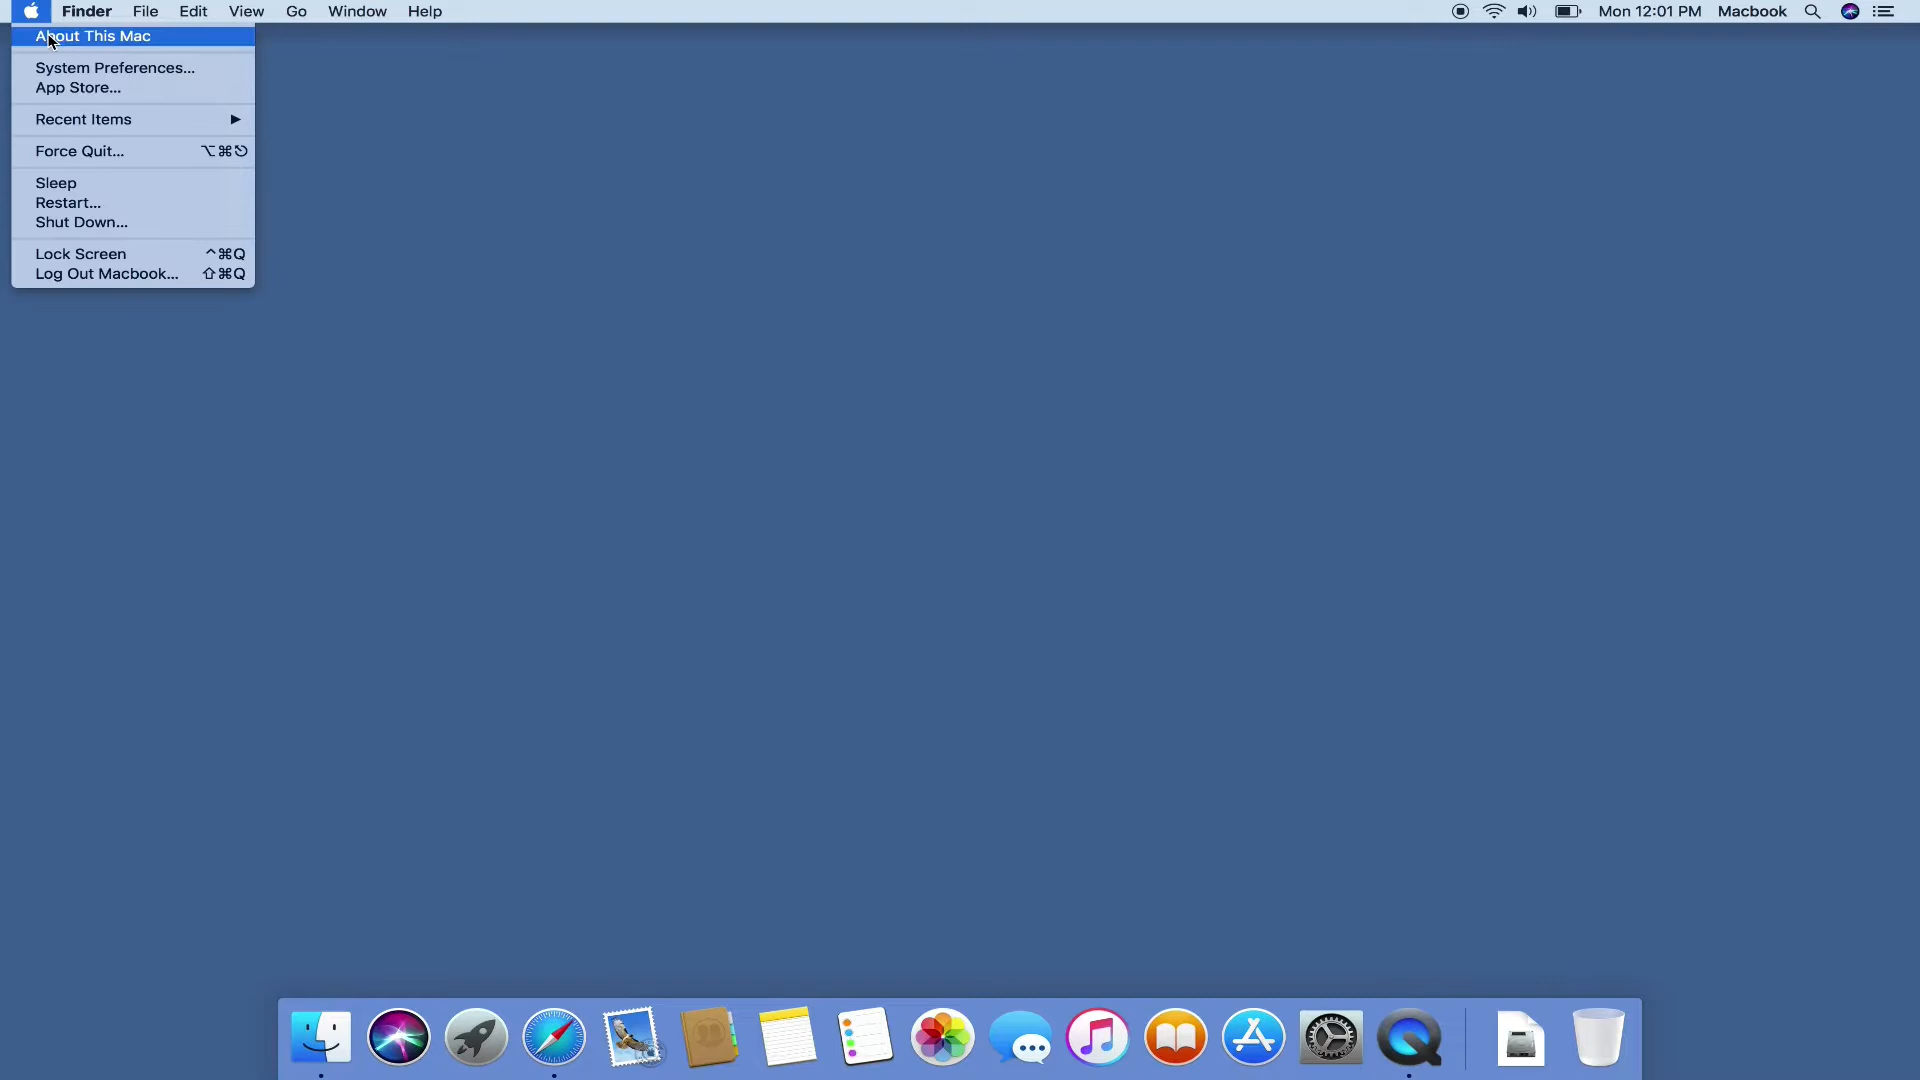 Finder File Edit View Go Window Help Mon 12:01 PM Macbook
About This Mac
System Preferences...
App Store...
Recent Items ▶
Force Quit... ⌥⌘⎋
Sleep
Restart...
Shut Down...
Lock Screen ^⌘Q
Log Out Macbook... ⇧⌘Q